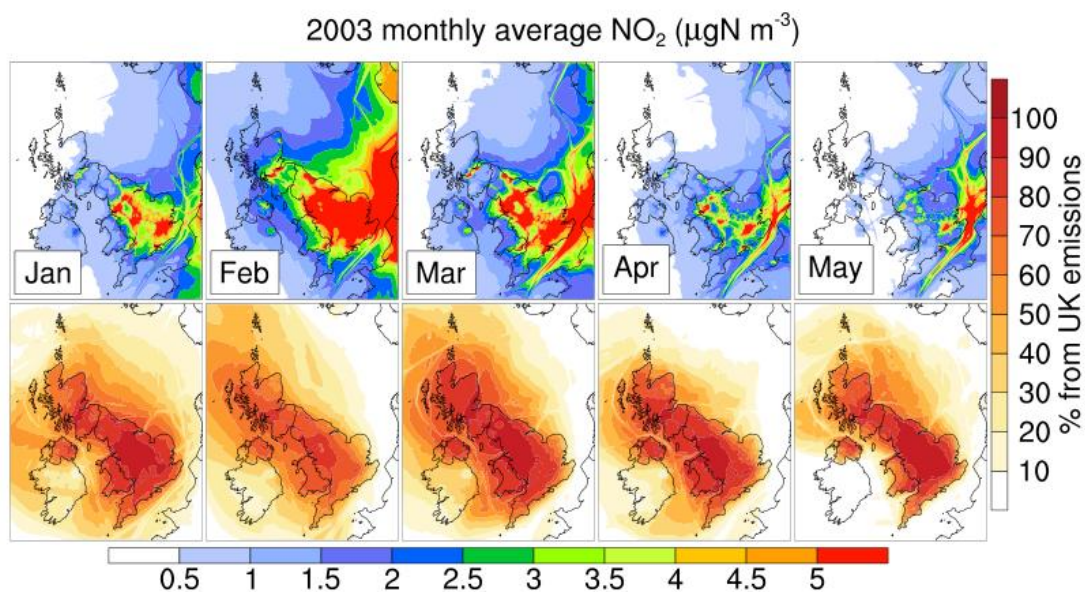 2003 monthly average NO₂ (μgN m⁻³)
Jan Feb Mar Apr May
100
90
80
70
60
50
40
30
20
10
% from UK emissions
0.5 1 1.5 2 2.5 3 3.5 4 4.5 5